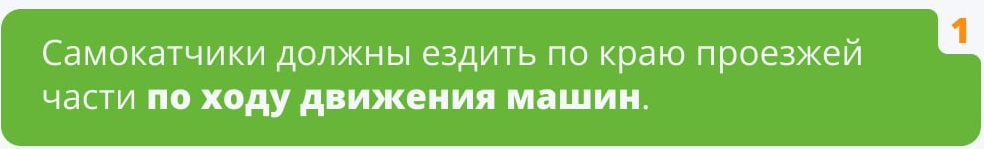 1
Самокатчики должны ездить по краю проезжей
части по ходу движения машин.